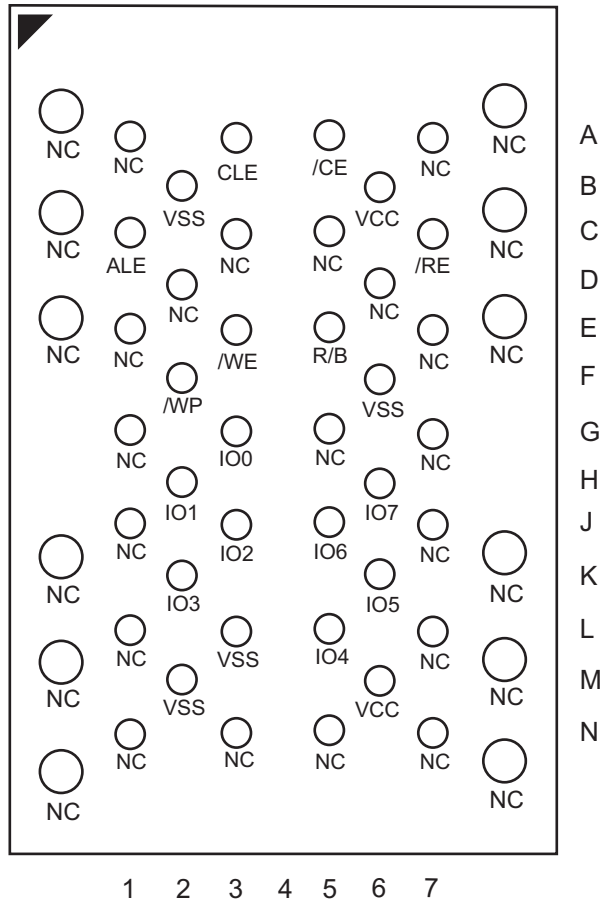 NC NC CLE /CE NC NC A
VSS VCC B
NC ALE NC NC /RE NC C
NC NC D
NC NC /WE R/B NC NC E
/WP VSS F
NC IO0 NC NC G
IO1 IO7 H
NC IO2 IO6 NC J
NC IO3 IO5 NC K
NC VSS IO4 NC L
NC VSS VCC NC M
NC NC NC NC N
NC NC
1 2 3 4 5 6 7